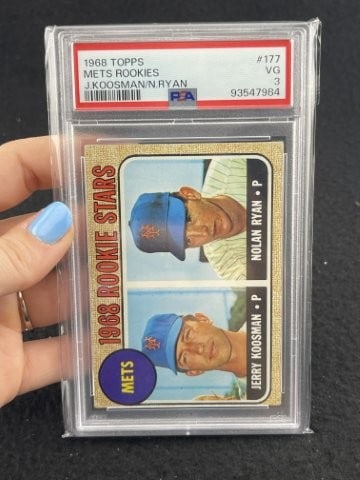 1968 TOPPS #177
METS ROOKIES VG
J.KOOSMAN/N.RYAN 3
PSA 93547984
1968 ROOKIE STARS
METS
JERRY KOOSMAN • P
NOLAN RYAN • P